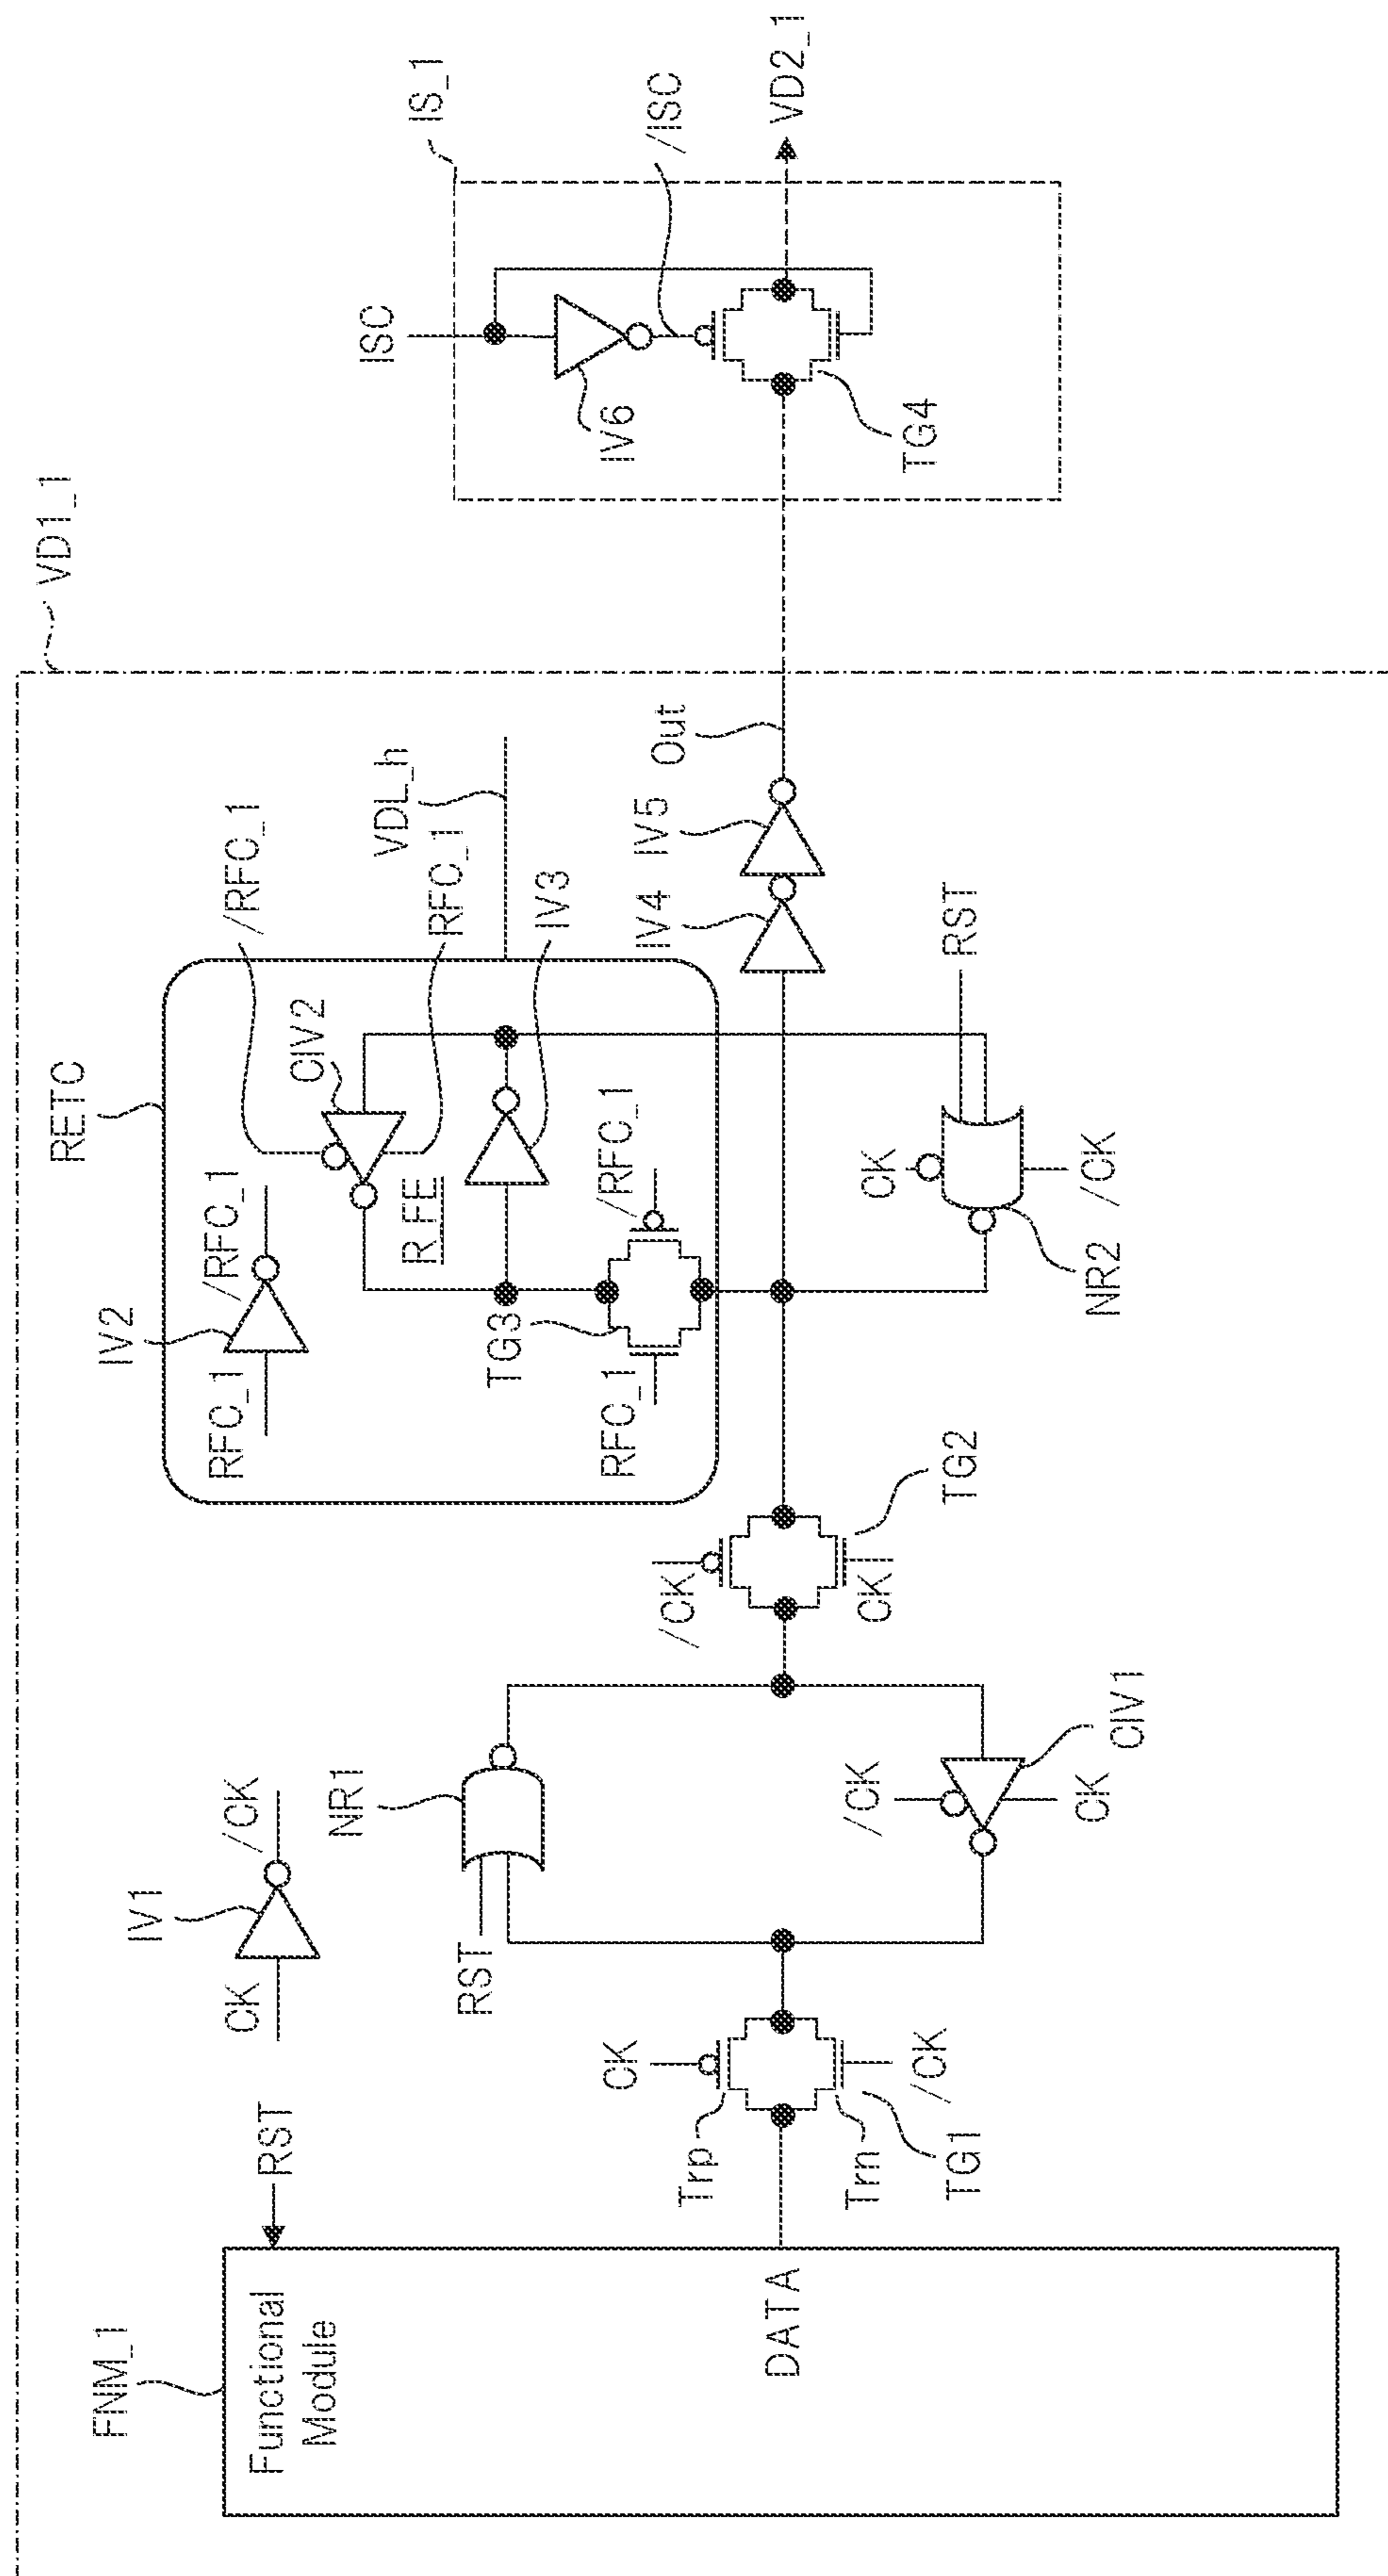 VD1_1
FNM_1
Functional
Module
RST
DATA
IV1
CK
/CK
CK
Trp
Trn
/CK
TG1
NR1
RST
/CK
CK
CIV1
/CK
CK
TG2
RETC
IV2
RFC_1
/RFC_1
/RFC_1
CIV2
RFC_1
R_FE
IV3
TG3
RFC_1
/RFC_1
VDL_h
IV4
IV5
Out
RST
CK
/CK
NR2
IS_1
ISC
/ISC
IV6
TG4
VD2_1